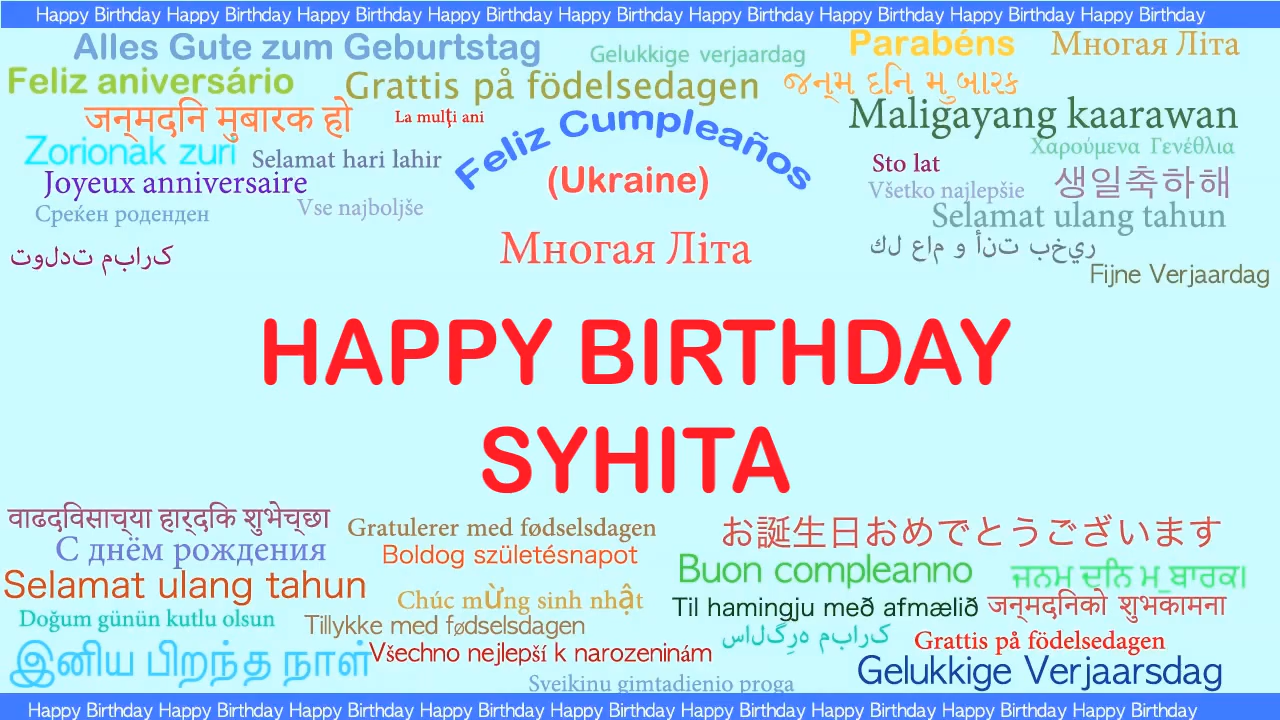 Happy Birthday Happy Birthday Happy Birthday Happy Birthday Happy Birthday Happy Birthday Happy Birthday Happy Birthday Happy Birthday
Alles Gute zum Geburtstag
Gelukkige verjaardag
Parabéns
Многая Літа
Feliz aniversário
Grattis på födelsedagen
જન્મ દિન મુબારક
जन्मदिन मुबारक हो
La mulţi ani
Feliz Cumpleaños
Maligayang kaarawan
Zorionak zuri
Selamat hari lahir
Sto lat
Χαρούμενα Γενέθλια
Joyeux anniversaire
(Ukraine)
Všetko najlepšie
생일축하해
Среќен роденден
Vse najboljše
Selamat ulang tahun
Многая Літа
تولدت مبارک
كل عام و أنت بخير
Fijne Verjaardag
HAPPY BIRTHDAY
SYHITA
वाढदिवसाच्या हार्दिक शुभेच्छा
Gratulerer med fødselsdagen
お誕生日おめでとうございます
С днём рождения
Boldog születésnapot
Selamat ulang tahun
Buon compleanno
ਜਨਮ ਦਿਨ ਮੁਬਾਰਕ।
Chúc mừng sinh nhật
Til hamingju með afmælið
जन्मदिनको शुभकामना
Doğum günün kutlu olsun
Tillykke med fødselsdagen
سالگرہ مبارک
Grattis på födelsedagen
இனிய பிறந்த நாள்
Všechno nejlepší k narozeninám
Gelukkige Verjaarsdag
Sveikinu gimtadienio proga
Happy Birthday Happy Birthday Happy Birthday Happy Birthday Happy Birthday Happy Birthday Happy Birthday Happy Birthday Happy Birthday